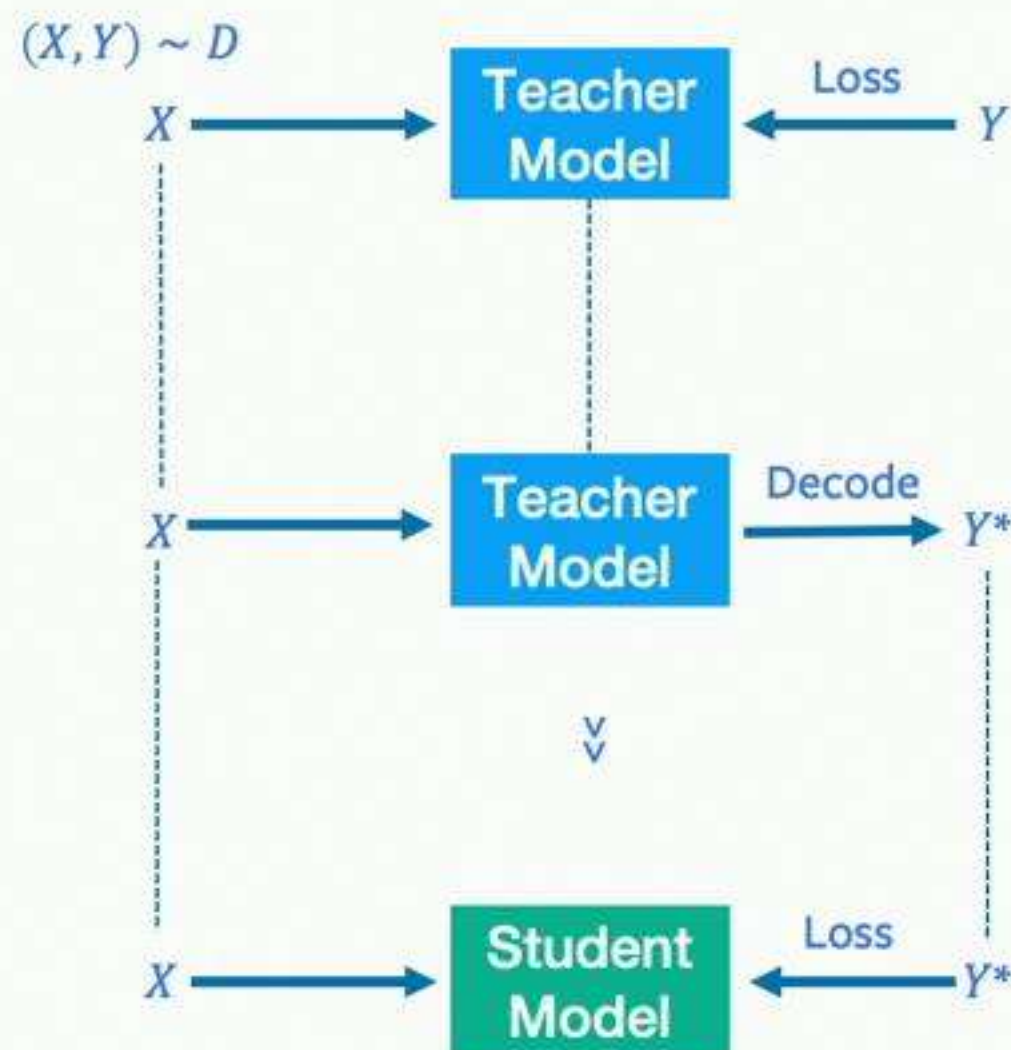 (X, Y) ~ D
X
Teacher
Model
Loss
Y
X
Teacher
Model
Decode
Y*
>>
X
Student
Model
Loss
Y*